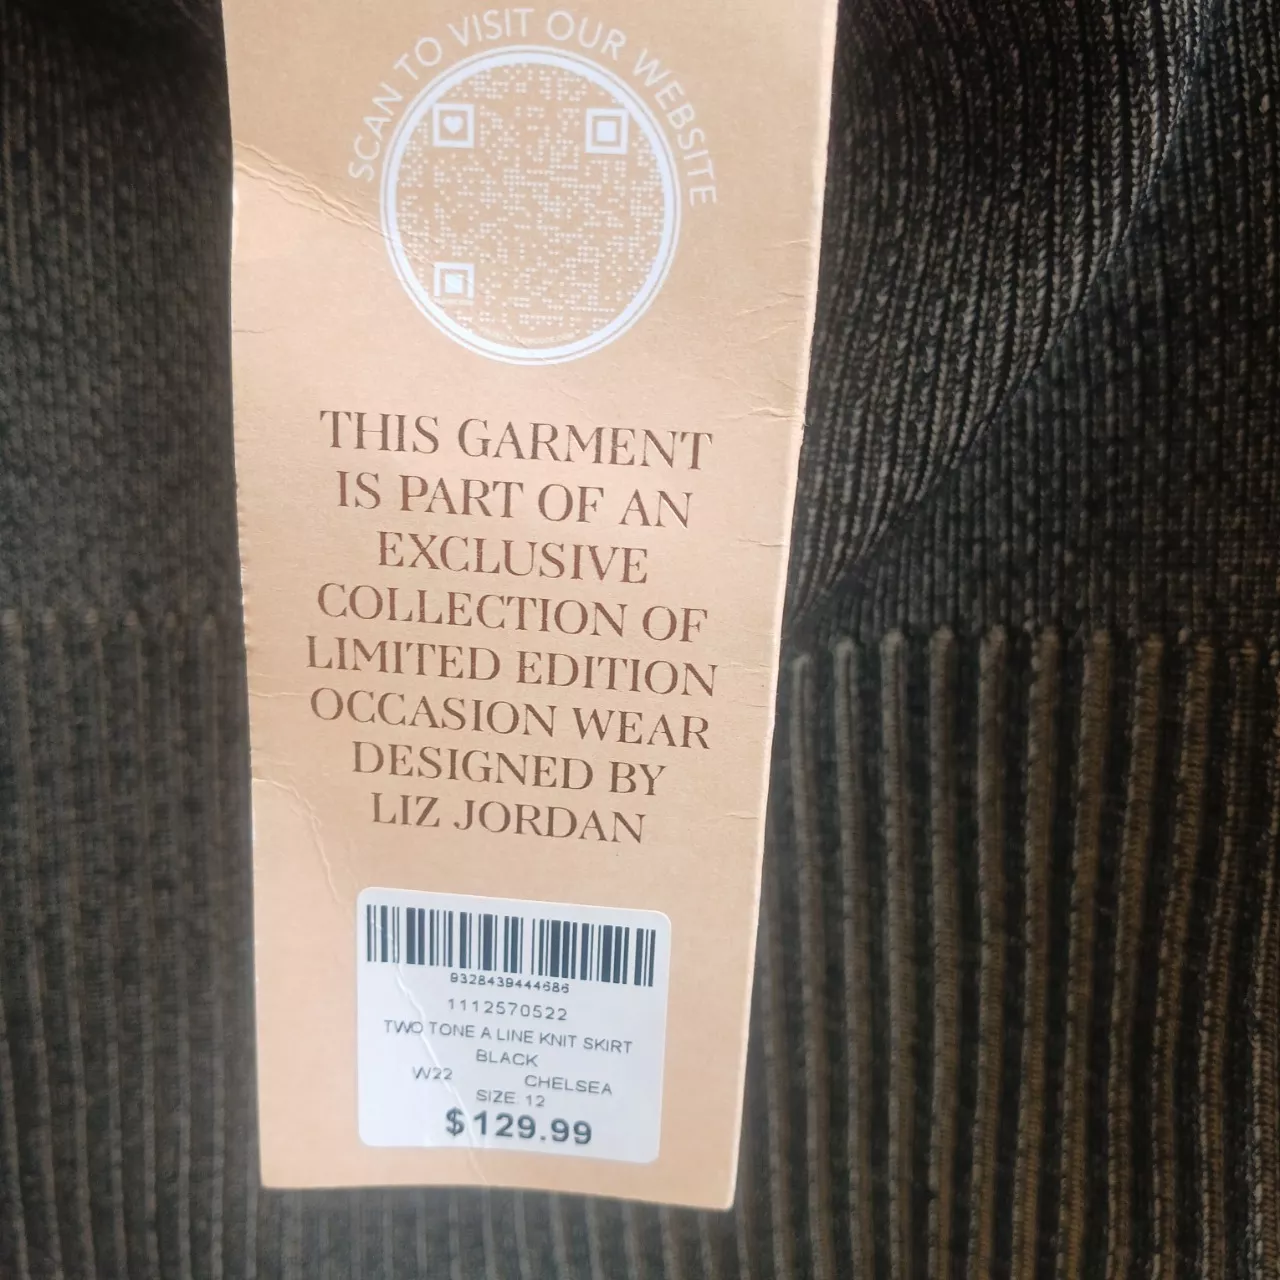 SCAN TO VISIT OUR WEBSITE
THIS GARMENT
IS PART OF AN
EXCLUSIVE
COLLECTION OF
LIMITED EDITION
OCCASION WEAR
DESIGNED BY
LIZ JORDAN
9328439444686
1112570522
TWO TONE A LINE KNIT SKIRT
BLACK
W22 CHELSEA
SIZE 12
$129.99